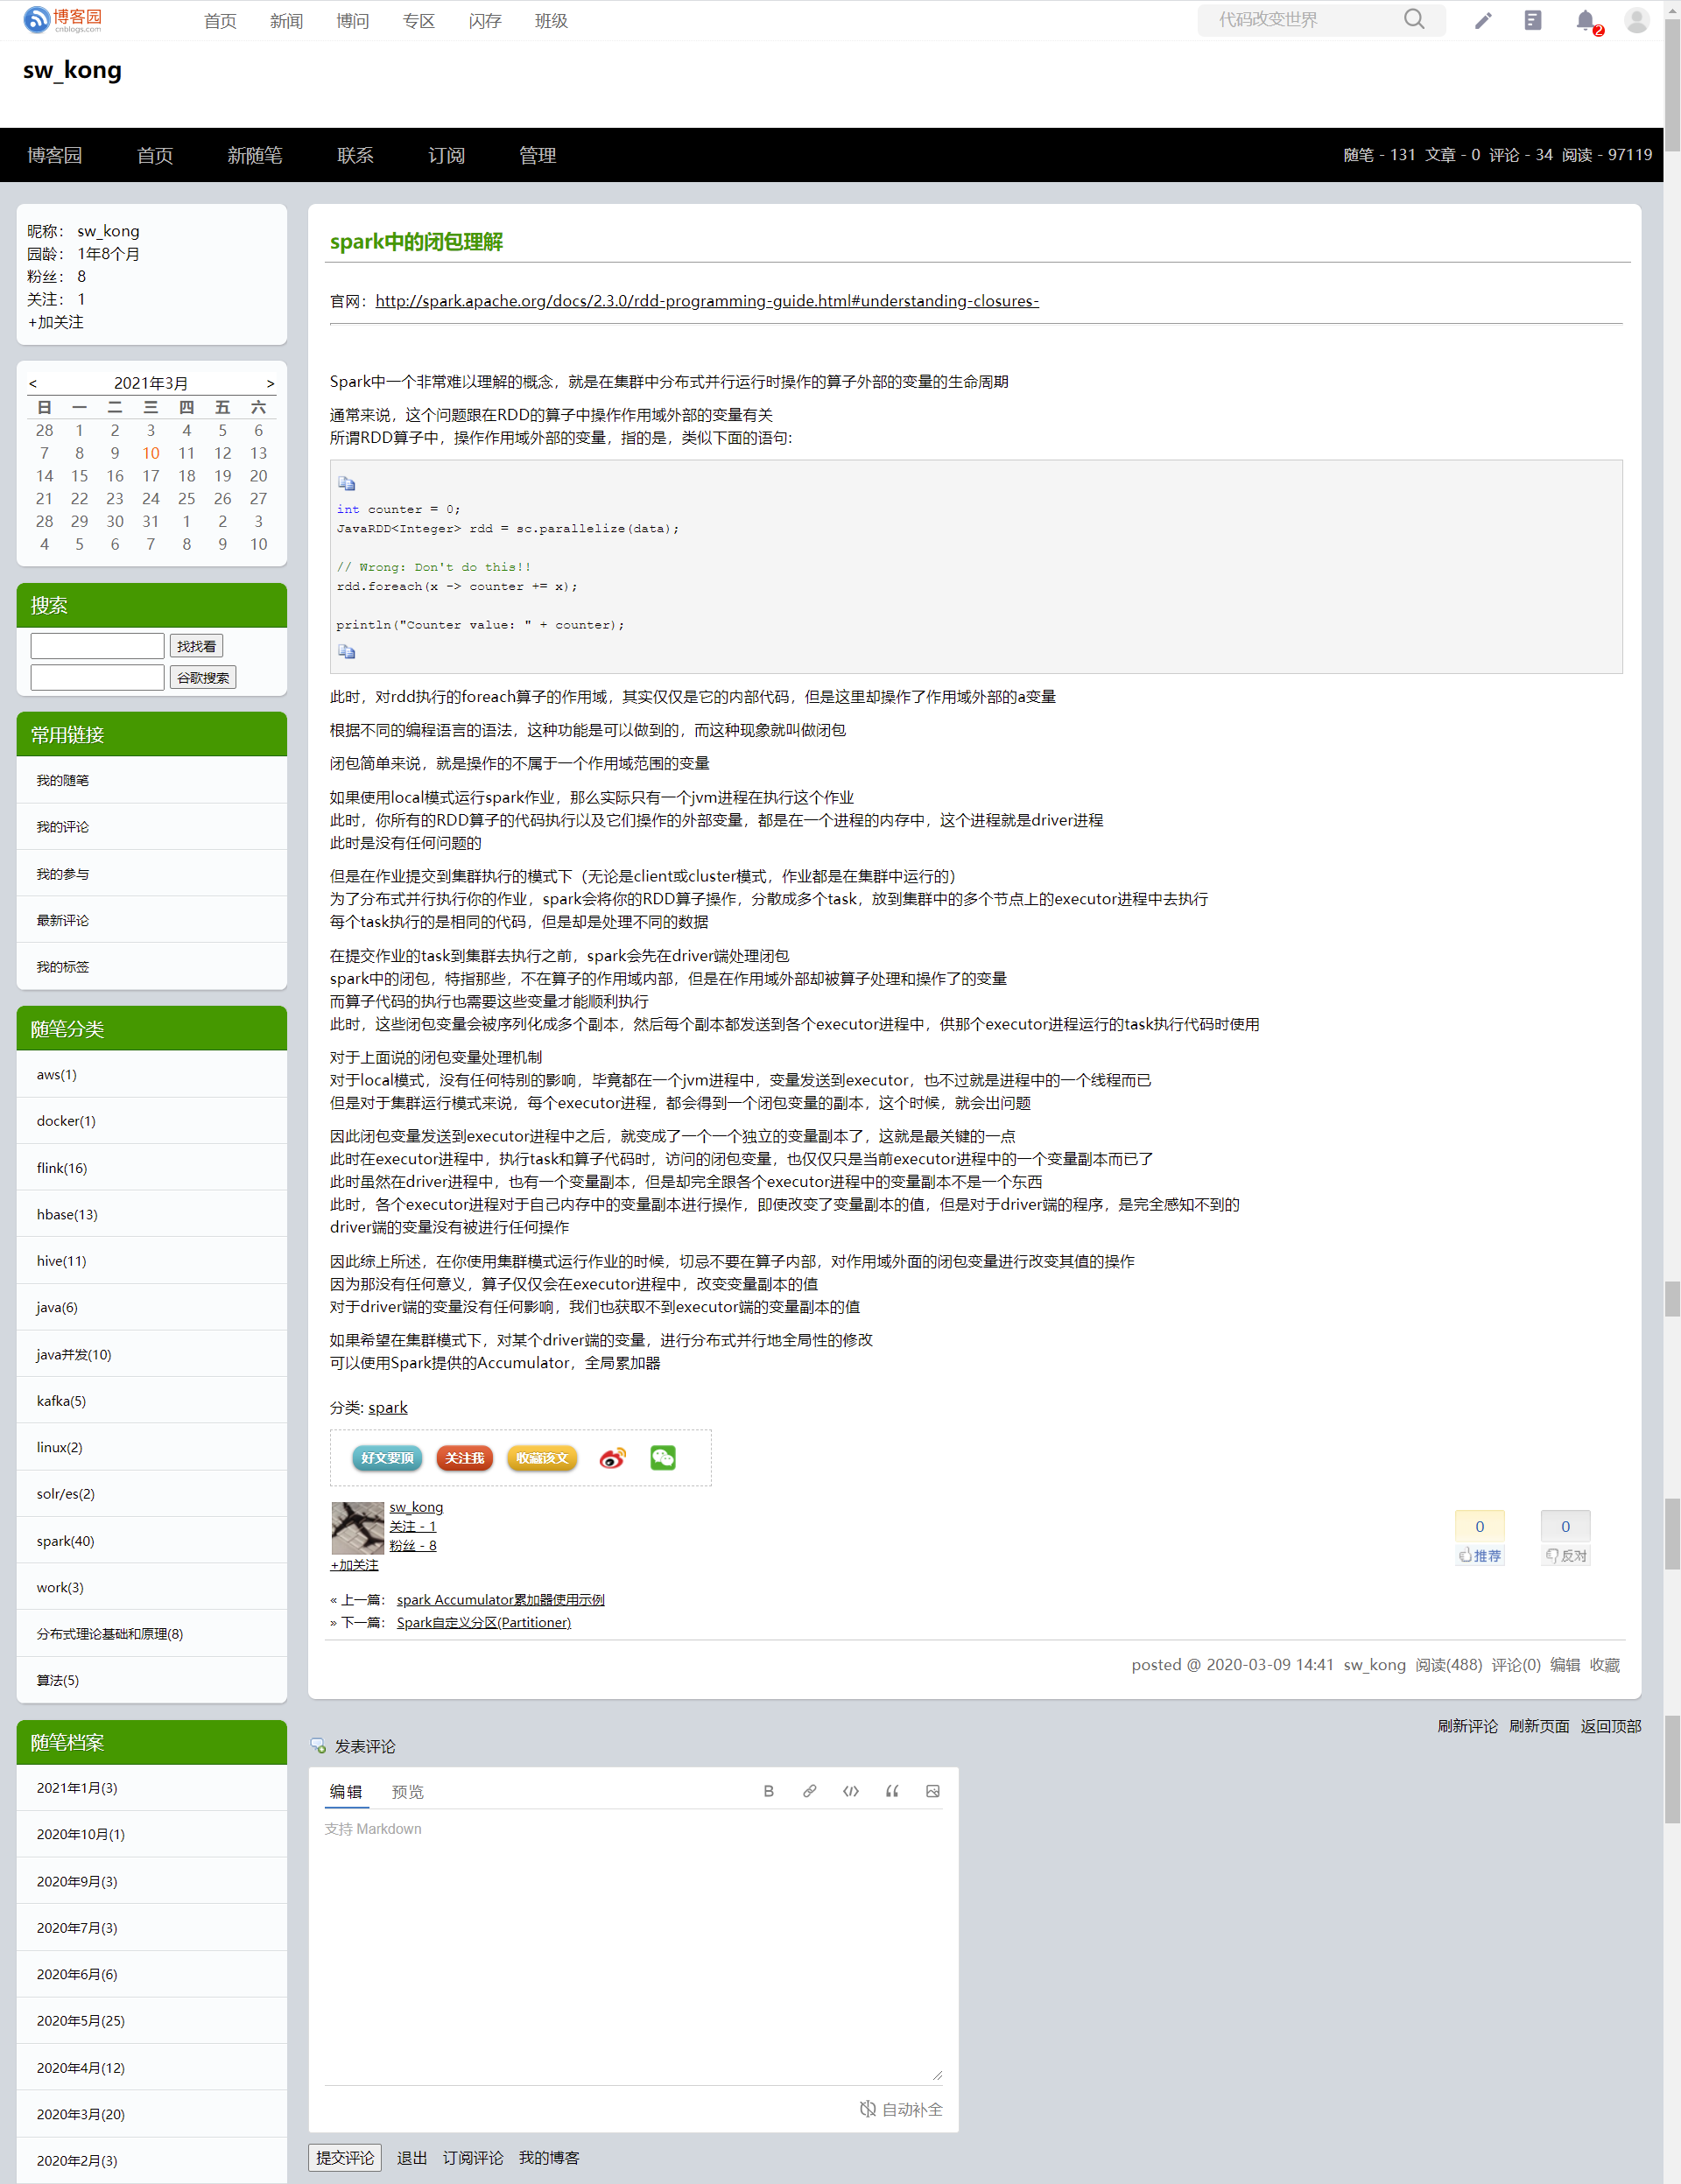 博客园
cnblogs.com
首页 新闻 博问 专区 闪存 班级
代码改变世界
2
sw_kong
博客园 首页 新随笔 联系 订阅 管理
随笔 - 131 文章 - 0 评论 - 34 阅读 - 97119
昵称： sw_kong
园龄： 1年8个月
粉丝： 8
关注： 1
+加关注
< 2021年3月 >
日 一 二 三 四 五 六
28 1 2 3 4 5 6
7 8 9 10 11 12 13
14 15 16 17 18 19 20
21 22 23 24 25 26 27
28 29 30 31 1 2 3
4 5 6 7 8 9 10
搜索
找找看
谷歌搜索
常用链接
我的随笔
我的评论
我的参与
最新评论
我的标签
随笔分类
aws(1)
docker(1)
flink(16)
hbase(13)
hive(11)
java(6)
java并发(10)
kafka(5)
linux(2)
solr/es(2)
spark(40)
work(3)
分布式理论基础和原理(8)
算法(5)
随笔档案
2021年1月(3)
2020年10月(1)
2020年9月(3)
2020年7月(3)
2020年6月(6)
2020年5月(25)
2020年4月(12)
2020年3月(20)
2020年2月(3)
spark中的闭包理解
官网：http://spark.apache.org/docs/2.3.0/rdd-programming-guide.html#understanding-closures-
Spark中一个非常难以理解的概念，就是在集群中分布式并行运行时操作的算子外部的变量的生命周期
通常来说，这个问题跟在RDD的算子中操作作用域外部的变量有关
所谓RDD算子中，操作作用域外部的变量，指的是，类似下面的语句：
int counter = 0;
JavaRDD<Integer> rdd = sc.parallelize(data);
// Wrong: Don't do this!!
rdd.foreach(x -> counter += x);
println("Counter value: " + counter);
此时，对rdd执行的foreach算子的作用域，其实仅仅是它的内部代码，但是这里却操作了作用域外部的a变量
根据不同的编程语言的语法，这种功能是可以做到的，而这种现象就叫做闭包
闭包简单来说，就是操作的不属于一个作用域范围的变量
如果使用local模式运行spark作业，那么实际只有一个jvm进程在执行这个作业
此时，你所有的RDD算子的代码执行以及它们操作的外部变量，都是在一个进程的内存中，这个进程就是driver进程
此时是没有任何问题的
但是在作业提交到集群执行的模式下（无论是client或cluster模式，作业都是在集群中运行的）
为了分布式并行执行你的作业，spark会将你的RDD算子操作，分散成多个task，放到集群中的多个节点上的executor进程中去执行
每个task执行的是相同的代码，但是却是处理不同的数据
在提交作业的task到集群去执行之前，spark会先在driver端处理闭包
spark中的闭包，特指那些，不在算子的作用域内部，但是在作用域外部却被算子处理和操作了的变量
而算子代码的执行也需要这些变量才能顺利执行
此时，这些闭包变量会被序列化成多个副本，然后每个副本都发送到各个executor进程中，供那个executor进程运行的task执行代码时使用
对于上面说的闭包变量处理机制
对于local模式，没有任何特别的影响，毕竟都在一个jvm进程中，变量发送到executor，也不过就是进程中的一个线程而已
但是对于集群运行模式来说，每个executor进程，都会得到一个闭包变量的副本，这个时候，就会出问题
因此闭包变量发送到executor进程中之后，就变成了一个一个独立的变量副本了，这就是最关键的一点
此时在executor进程中，执行task和算子代码时，访问的闭包变量，也仅仅只是当前executor进程中的一个变量副本而已了
此时虽然在driver进程中，也有一个变量副本，但是却完全跟各个executor进程中的变量副本不是一个东西
此时，各个executor进程对于自己内存中的变量副本进行操作，即使改变了变量副本的值，但是对于driver端的程序，是完全感知不到的
driver端的变量没有被进行任何操作
因此综上所述，在你使用集群模式运行作业的时候，切忌不要在算子内部，对作用域外面的闭包变量进行改变其值的操作
因为那没有任何意义，算子仅仅会在executor进程中，改变变量副本的值
对于driver端的变量没有任何影响，我们也获取不到executor端的变量副本的值
如果希望在集群模式下，对某个driver端的变量，进行分布式并行地全局性的修改
可以使用Spark提供的Accumulator，全局累加器
分类: spark
好文要顶 关注我 收藏该文
sw_kong
关注 - 1
粉丝 - 8
+加关注
0 0
推荐 反对
« 上一篇： spark Accumulator累加器使用示例
» 下一篇： Spark自定义分区(Partitioner)
posted @ 2020-03-09 14:41 sw_kong 阅读(488) 评论(0) 编辑 收藏
刷新评论 刷新页面 返回顶部
发表评论
编辑 预览 B
支持 Markdown
自动补全
提交评论 退出 订阅评论 我的博客